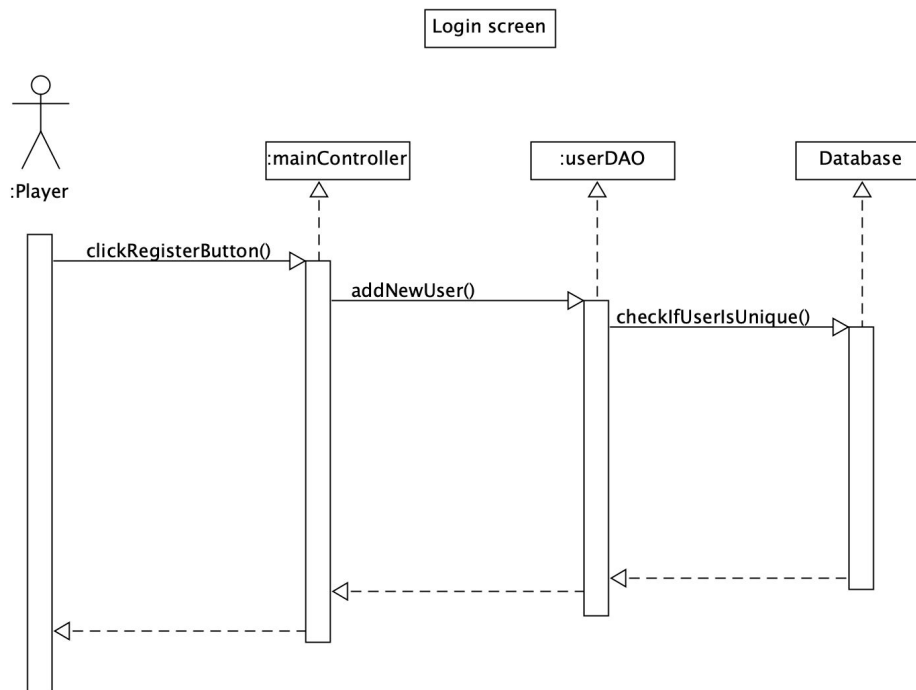 Login screen
:Player
:mainController
:userDAO
Database
clickRegisterButton()
addNewUser()
checkIfUserIsUnique()